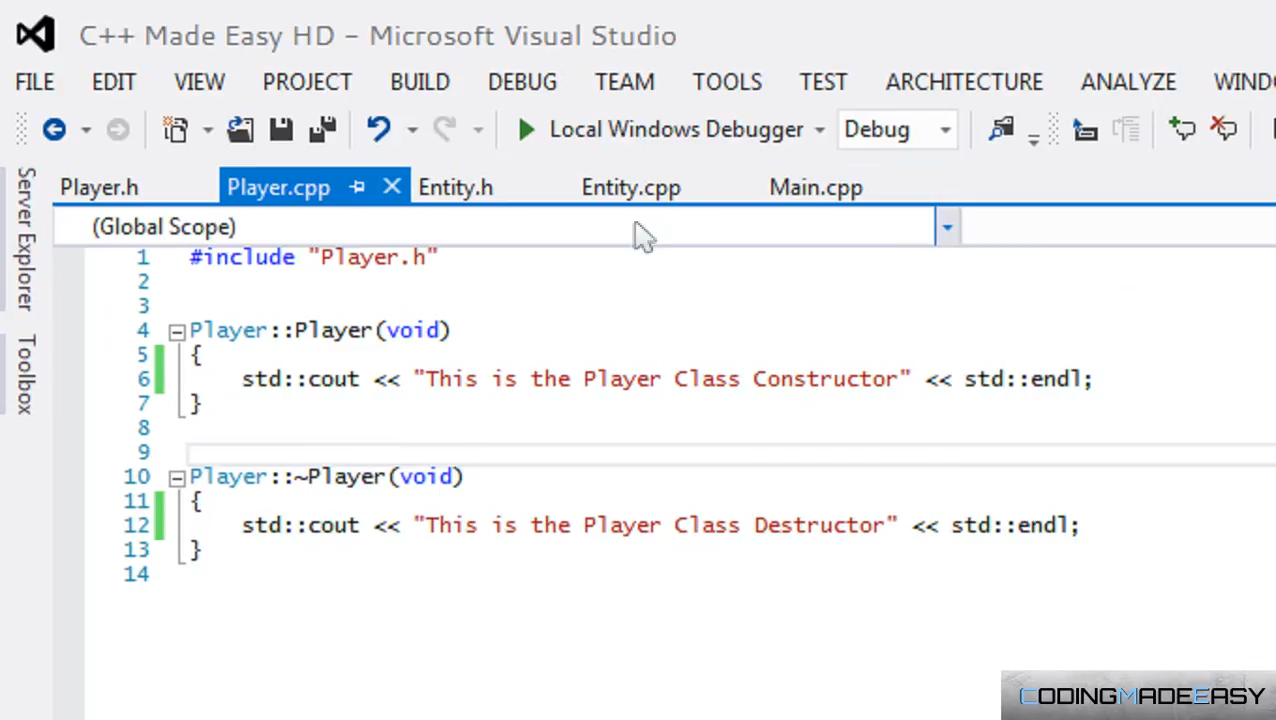 C++ Made Easy HD - Microsoft Visual Studio
FILE EDIT VIEW PROJECT BUILD DEBUG TEAM TOOLS TEST ARCHITECTURE ANALYZE WINDO
Local Windows Debugger Debug
Server Explorer
Toolbox
Player.h Player.cpp Entity.h Entity.cpp Main.cpp
(Global Scope)
1 #include "Player.h"
2
3
4 Player::Player(void)
5 {
6 std::cout << "This is the Player Class Constructor" << std::endl;
7 }
8
9
10 Player::~Player(void)
11 {
12 std::cout << "This is the Player Class Destructor" << std::endl;
13 }
14
CODINGMADEEASY